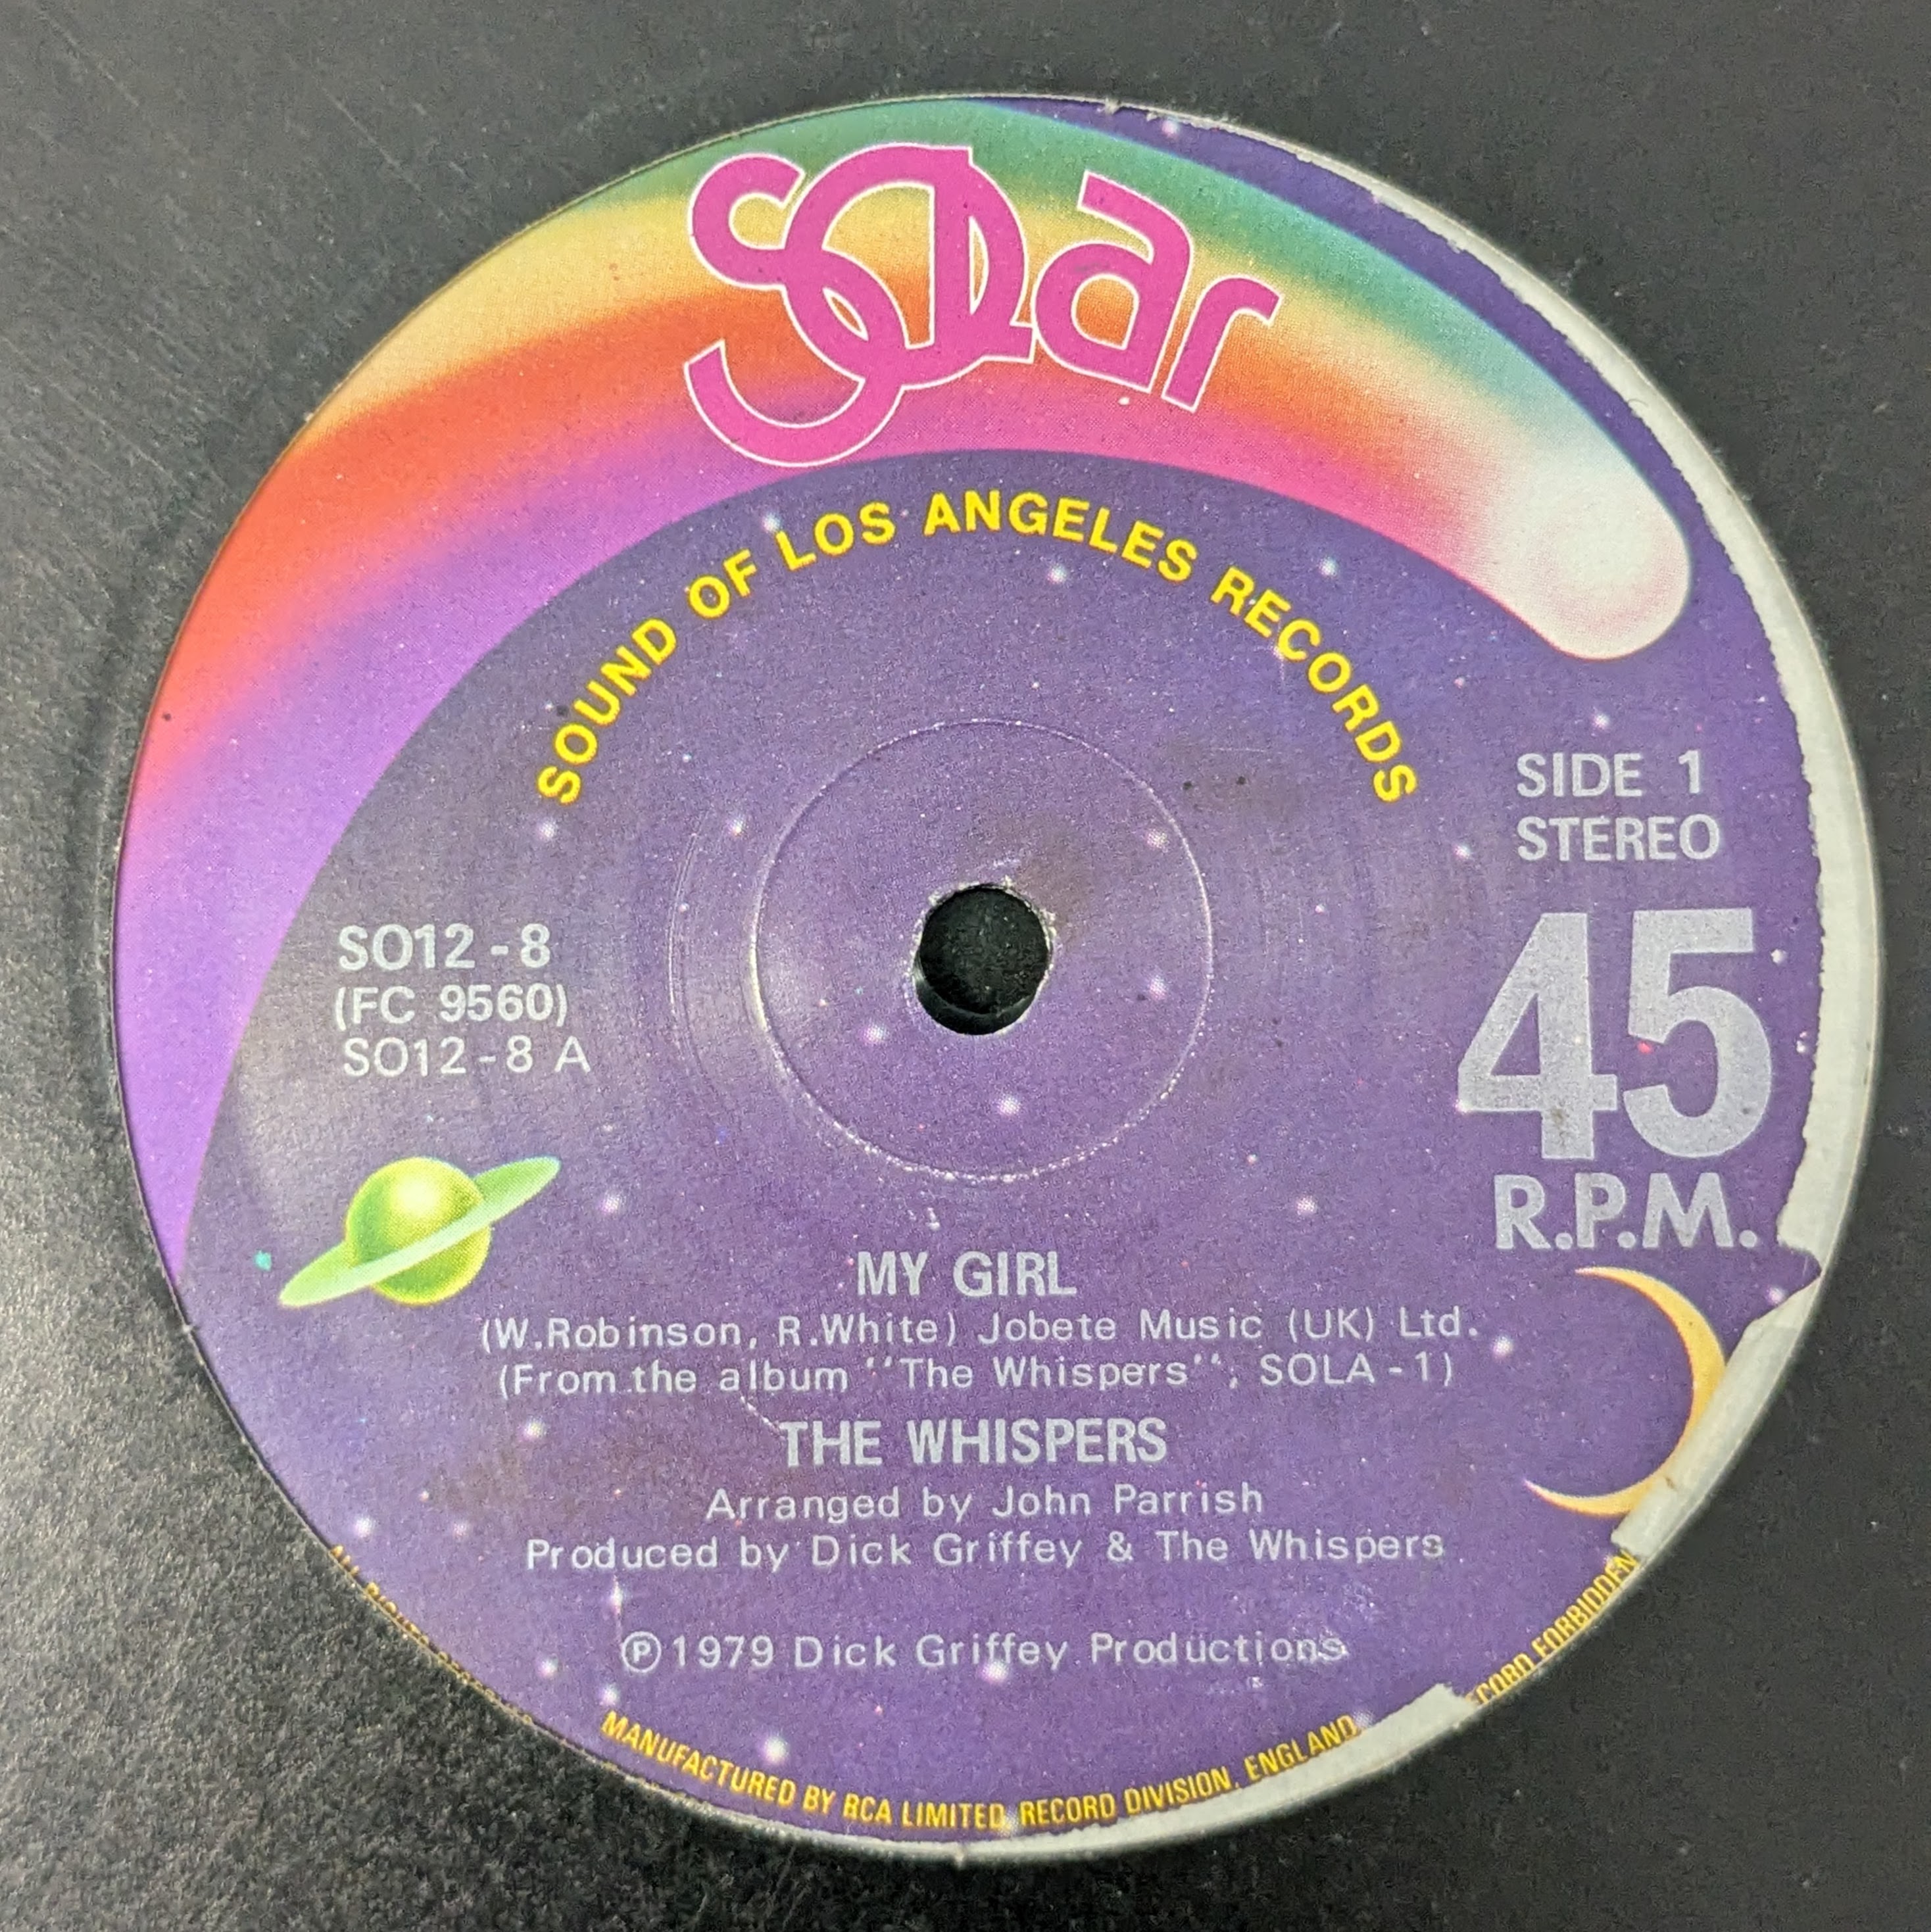 Solar
SOUND OF LOS ANGELES RECORDS
SIDE 1
STEREO
45
R.P.M.
SO12-8
(FC 9560)
SO12-8 A
MY GIRL
(W.Robinson, R.White) Jobete Music (UK) Ltd.
(From the album "The Whispers", SOLA-1)
THE WHISPERS
Arranged by John Parrish
Produced by Dick Griffey & The Whispers
℗1979 Dick Griffey Productions
MANUFACTURED BY RCA LIMITED, RECORD DIVISION, ENGLAND
FORBIDDEN